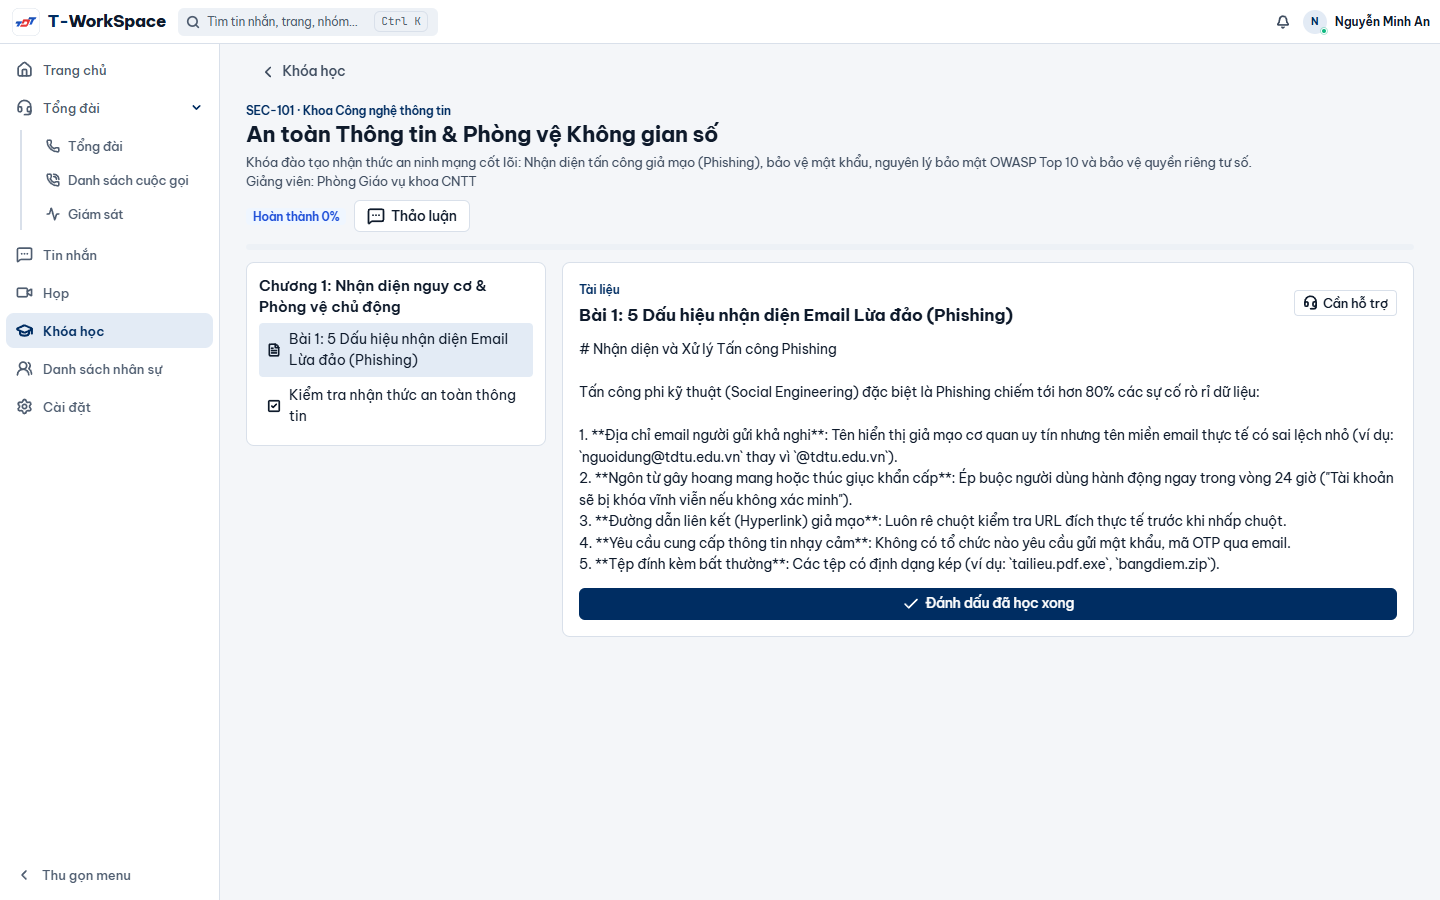 TDT
T-WorkSpace
Tìm tin nhắn, trang, nhóm...
Ctrl K
N
Nguyễn Minh An
Trang chủ
Tổng đài
Tổng đài
Danh sách cuộc gọi
Giám sát
Tin nhắn
Họp
Khóa học
Danh sách nhân sự
Cài đặt
Thu gọn menu
Khóa học
SEC-101 · Khoa Công nghệ thông tin
An toàn Thông tin & Phòng vệ Không gian số
Khóa đào tạo nhận thức an ninh mạng cốt lõi: Nhận diện tấn công giả mạo (Phishing), bảo vệ mật khẩu, nguyên lý bảo mật OWASP Top 10 và bảo vệ quyền riêng tư số.
Giảng viên: Phòng Giáo vụ khoa CNTT
Hoàn thành 0%
Thảo luận
Chương 1: Nhận diện nguy cơ &
Phòng vệ chủ động
Bài 1: 5 Dấu hiệu nhận diện Email
Lừa đảo (Phishing)
Kiểm tra nhận thức an toàn thông
tin
Tài liệu
Bài 1: 5 Dấu hiệu nhận diện Email Lừa đảo (Phishing)
Cần hỗ trợ
# Nhận diện và Xử lý Tấn công Phishing
Tấn công phi kỹ thuật (Social Engineering) đặc biệt là Phishing chiếm tới hơn 80% các sự cố rò rỉ dữ liệu:
1. **Địa chỉ email người gửi khả nghi**: Tên hiển thị giả mạo cơ quan uy tín nhưng tên miền email thực tế có sai lệch nhỏ (ví dụ:
`nguoidung@tdtu.edu.vn` thay vì `@tdtu.edu.vn`).
2. **Ngôn từ gây hoang mang hoặc thúc giục khẩn cấp**: Ép buộc người dùng hành động ngay trong vòng 24 giờ ("Tài khoản
sẽ bị khóa vĩnh viễn nếu không xác minh").
3. **Đường dẫn liên kết (Hyperlink) giả mạo**: Luôn rê chuột kiểm tra URL đích thực tế trước khi nhấp chuột.
4. **Yêu cầu cung cấp thông tin nhạy cảm**: Không có tổ chức nào yêu cầu gửi mật khẩu, mã OTP qua email.
5. **Tệp đính kèm bất thường**: Các tệp có định dạng kép (ví dụ: `tailieu.pdf.exe`, `bangdiem.zip`).
Đánh dấu đã học xong